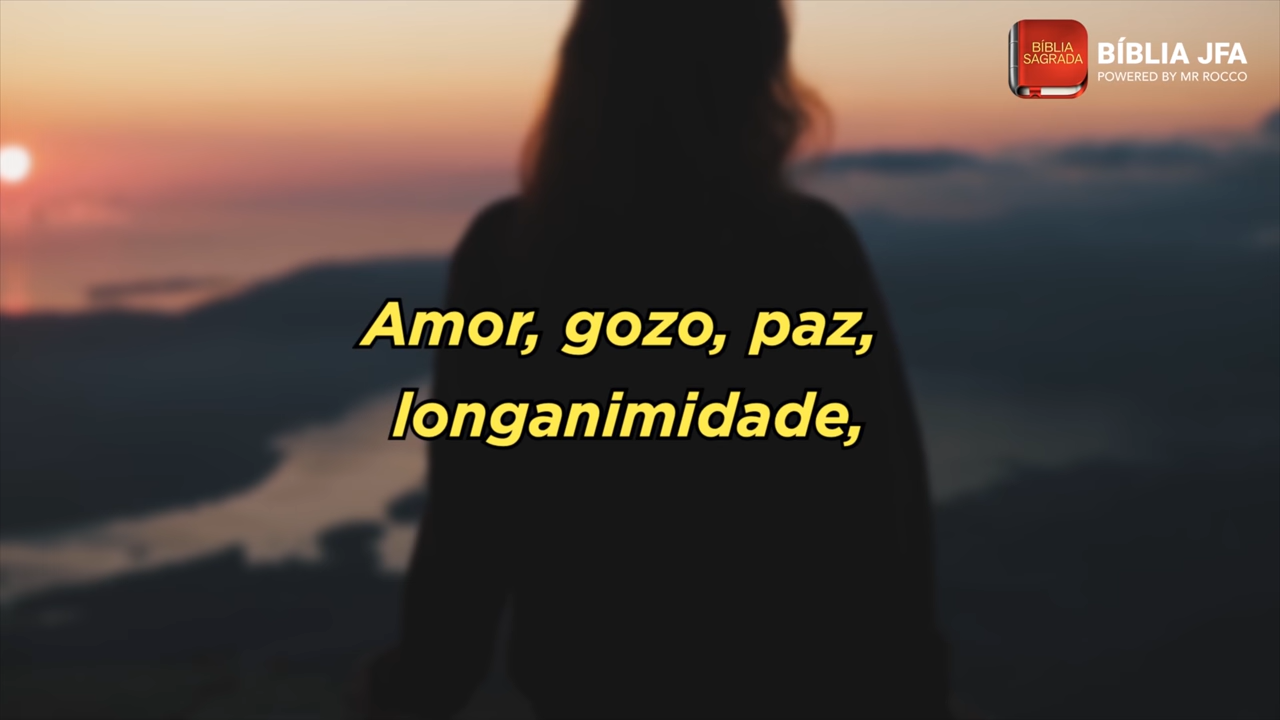 BÍBLIA
SAGRADA
BÍBLIA JFA
POWERED BY MR ROCCO
Amor, gozo, paz,
longanimidade,